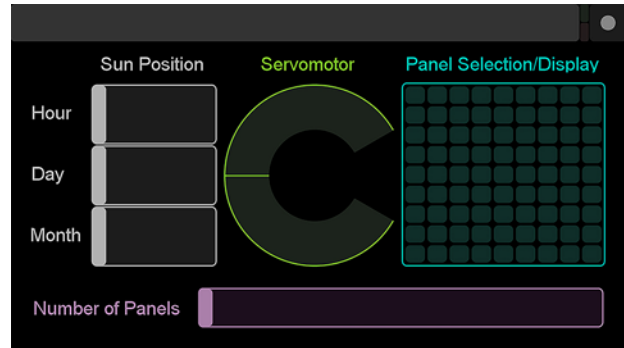 Sun Position
Servomotor
Panel Selection/Display
Hour
Day
Month
Number of Panels